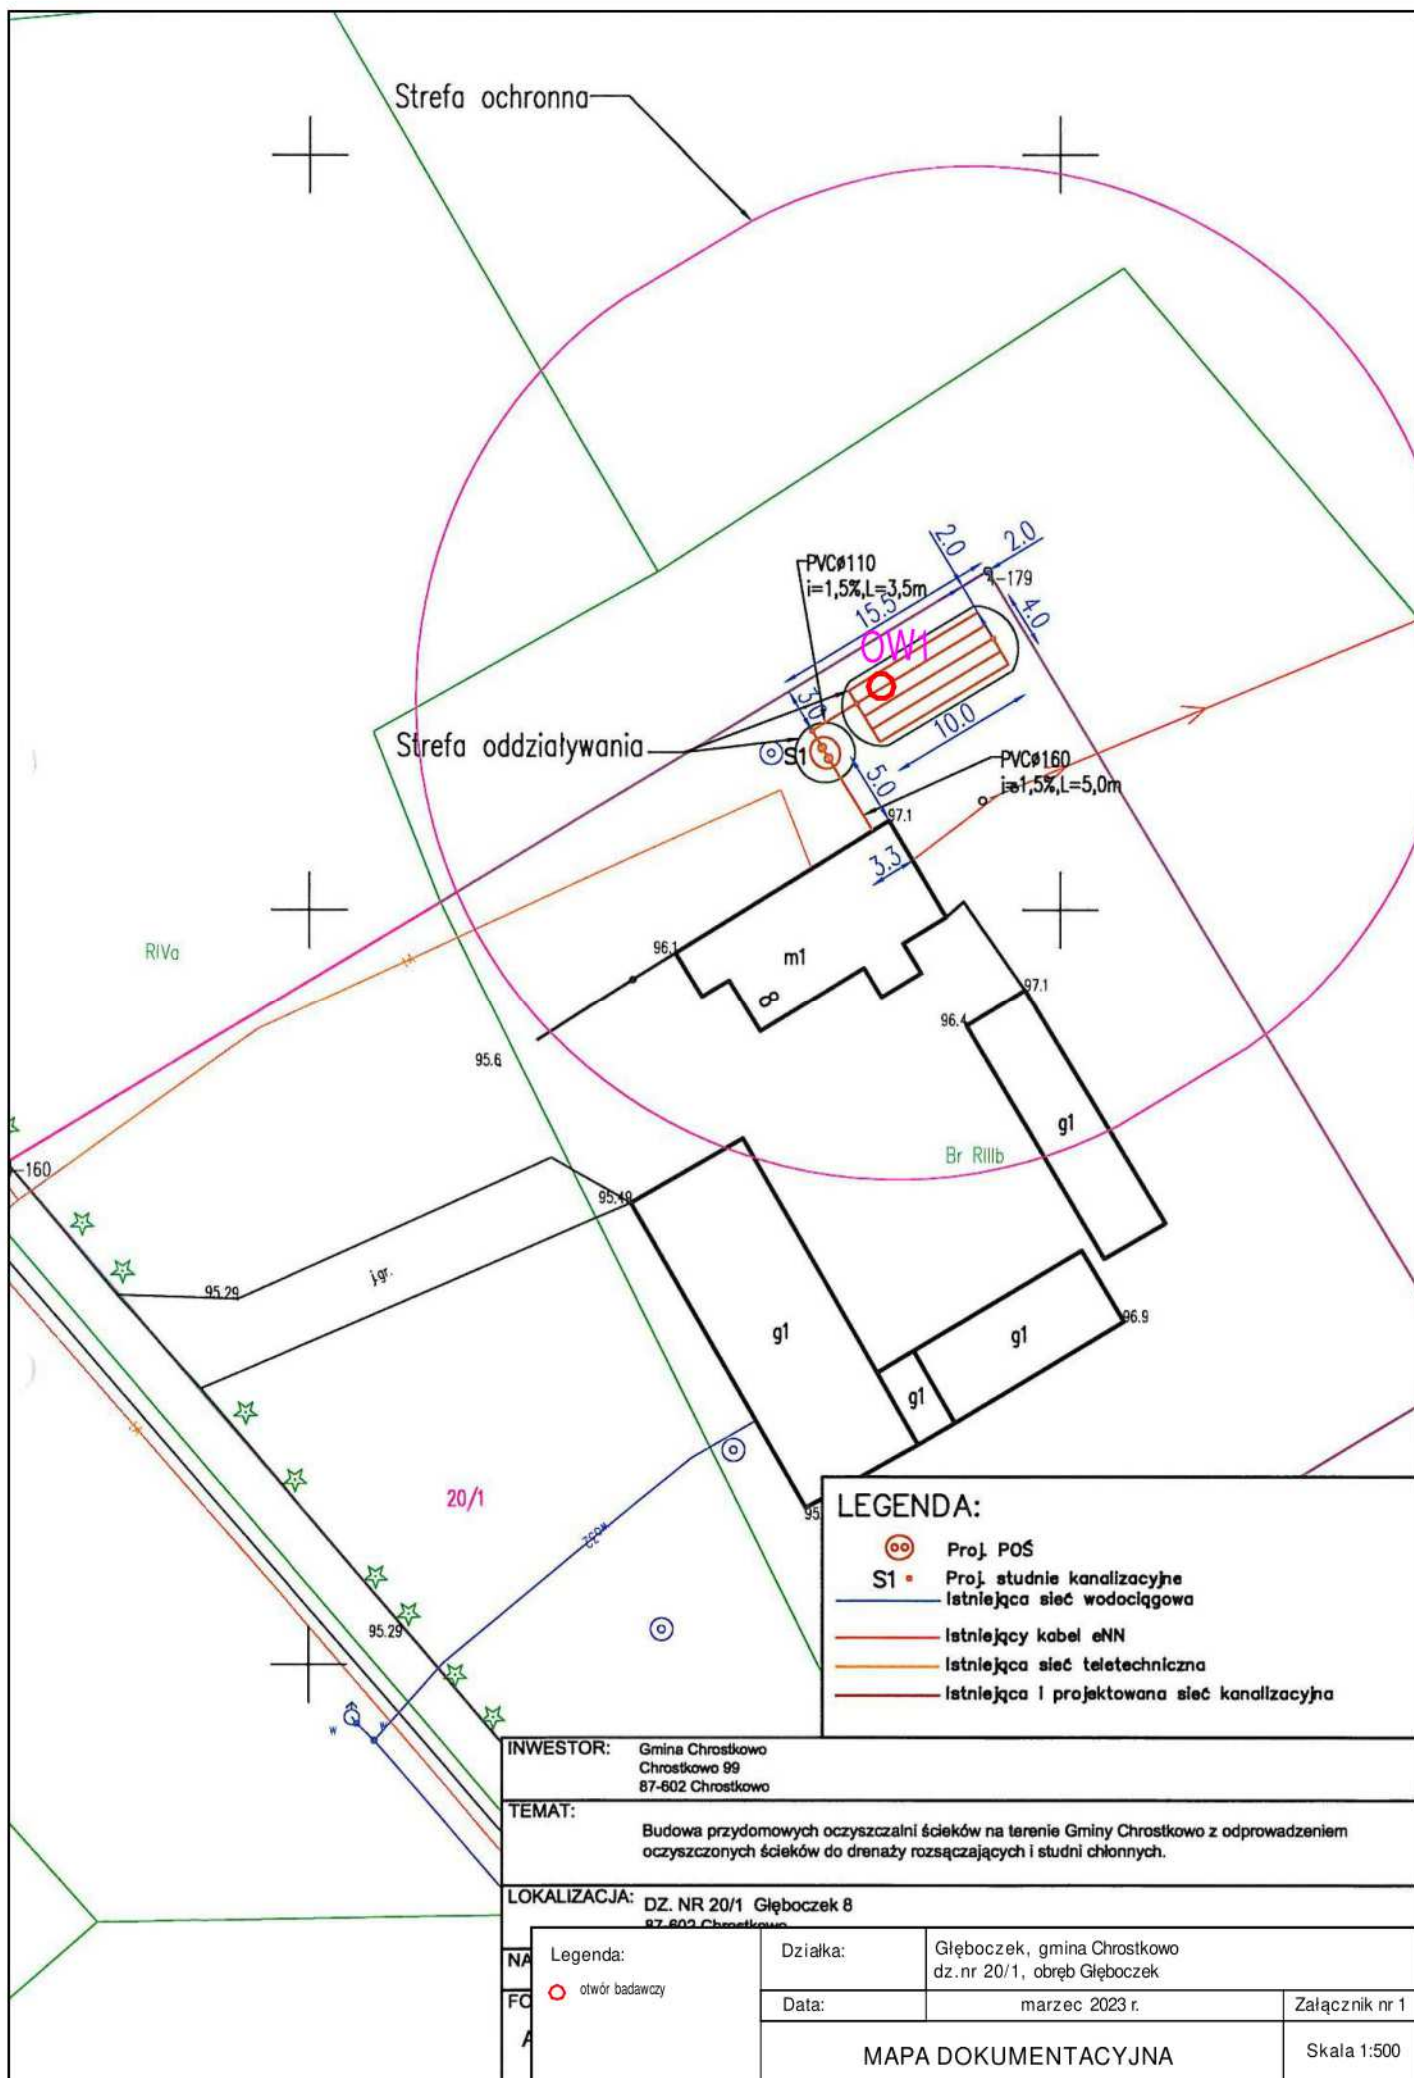 Strefa ochronna
2.0
2.0
PVCø110
i=1,5%,L=3,5m
-179
15.5
4.0
OW1
3.0
10.0
Strefa oddziaływania
S1
PVCø160
i=1,5%,L=5,0m
5.0
97.1
3.3
RIVa
96.1
m1
8
97.1
96.4
95.6
g1
Br RIIIb
-160
95.49
j.gr.
95.29
g1
g1
96.9
g1
20/1
95.
wo32
95.29
w
w
LEGENDA:
Proj. POŚ
S1 Proj. studnie kanalizacyjne
Istniejąca sieć wodociągowa
Istniejący kabel eNN
Istniejąca sieć teletechniczna
Istniejąca i projektowana sieć kanalizacyjna
INWESTOR: Gmina Chrostkowo
Chrostkowo 99
87-602 Chrostkowo
TEMAT:
Budowa przydomowych oczyszczalni ścieków na terenie Gminy Chrostkowo z odprowadzeniem
oczyszczonych ścieków do drenaży rozsączających i studni chłonnych.
LOKALIZACJA: DZ. NR 20/1 Głęboczek 8
87-602 Chrostkowo
NA
FO
A
Legenda:
otwór badawczy
Działka: Głęboczek, gmina Chrostkowo
dz.nr 20/1, obręb Głęboczek
Data: marzec 2023 r. Załącznik nr 1
MAPA DOKUMENTACYJNA Skala 1:500